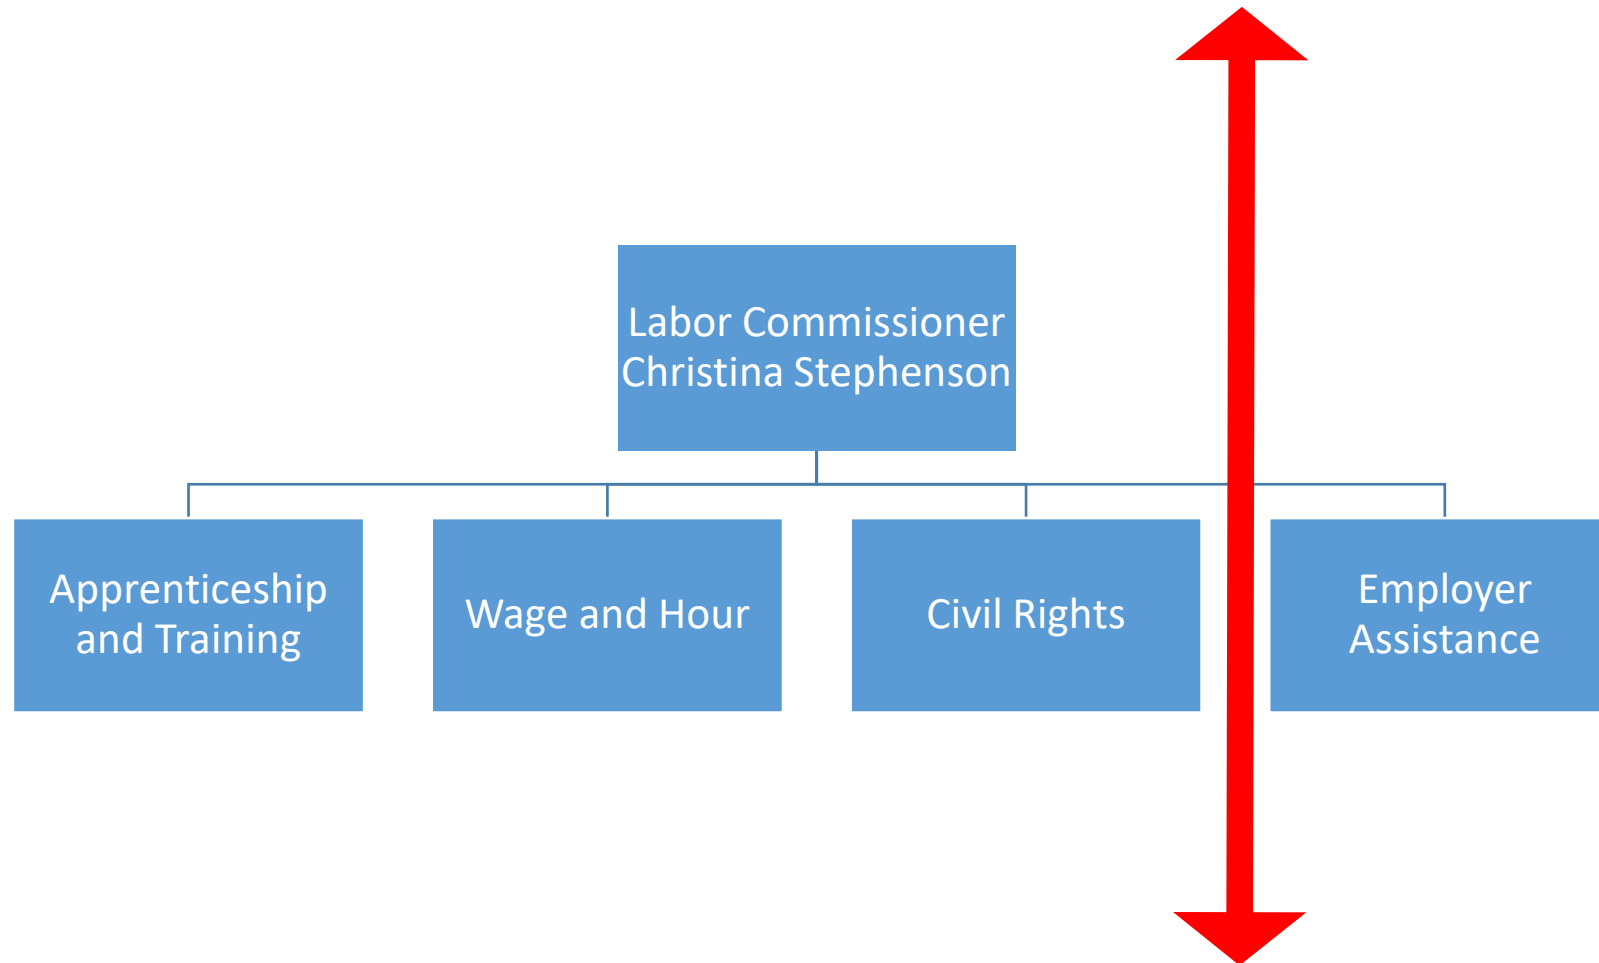 Labor Commissioner
Christina Stephenson
Apprenticeship
and Training
Wage and Hour
Civil Rights
Employer
Assistance